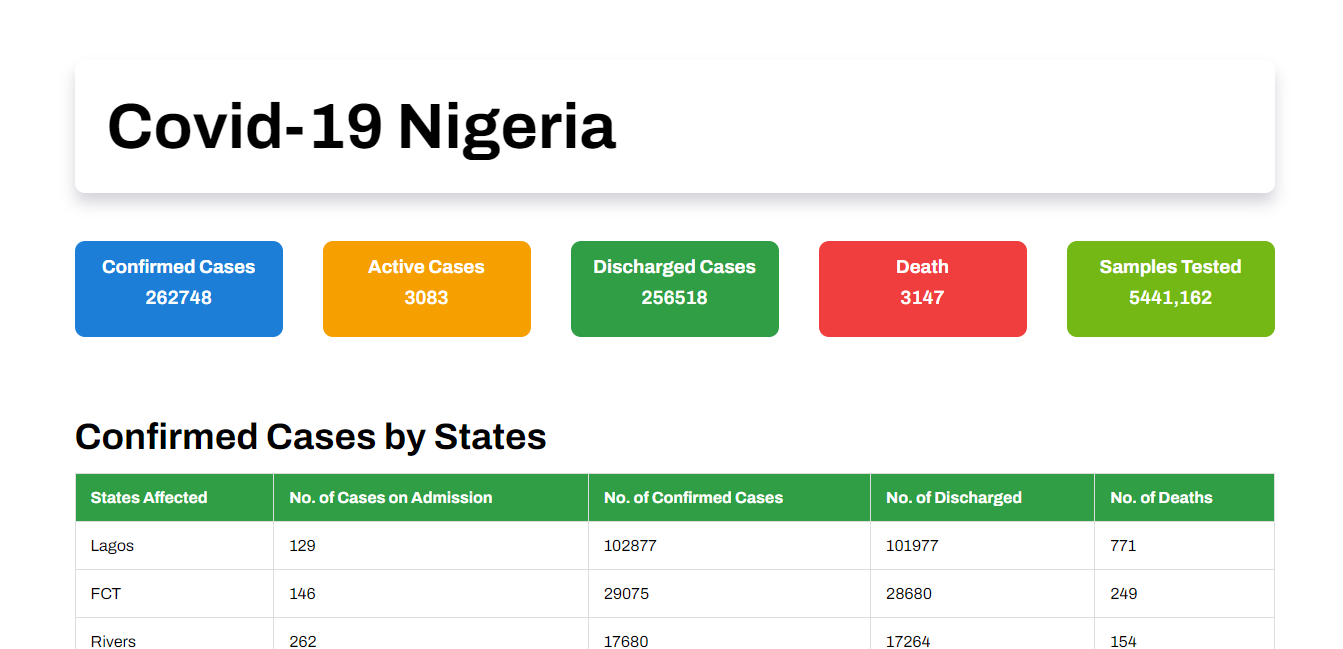 Covid-19 Nigeria
Confirmed Cases Active Cases Discharged Cases Death Samples Tested
262748 3083 256518 3147 5441,162
Confirmed Cases by States
States Affected No. of Cases on Admission No. of Confirmed Cases No. of Discharged No. of Deaths
Lagos 129 102877 101977 771
FCT 146 29075 28680 249
Rivers 262 17680 17264 154